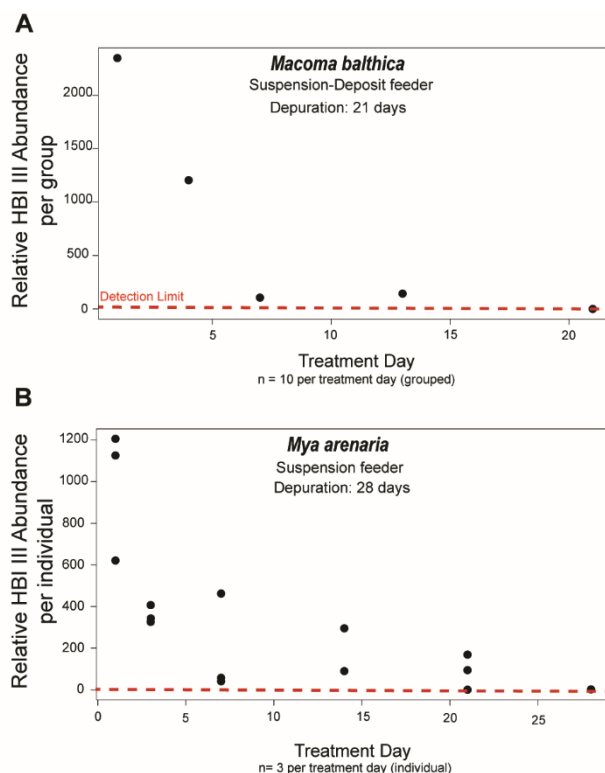 A
Macoma balthica
Suspension-Deposit feeder
Depuration: 21 days
Relative HBI III Abundance
per group
2000
1500
1000
500
0
Detection Limit
5
10
15
20
Treatment Day
n = 10 per treatment day (grouped)
B
Mya arenaria
Suspension feeder
Depuration: 28 days
Relative HBI III Abundance
per individual
1200
1000
800
600
400
200
0
0
5
10
15
20
25
Treatment Day
n= 3 per treatment day (individual)